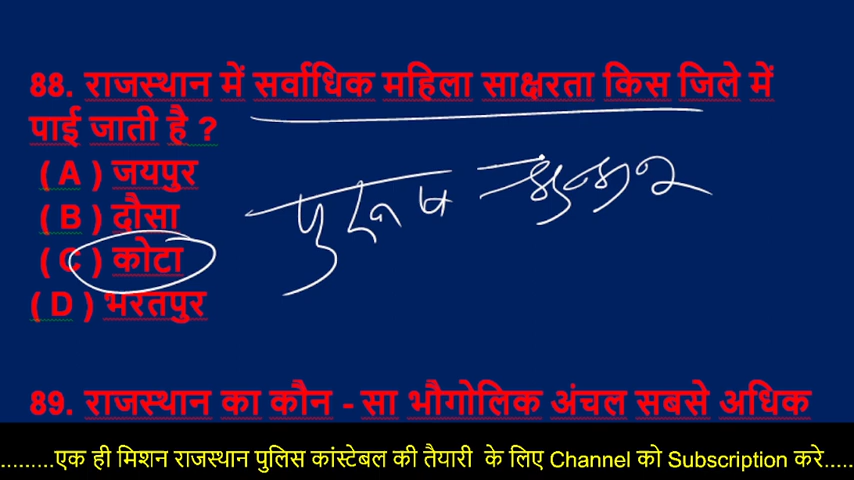 88. राजस्थान में सर्वाधिक महिला साक्षरता किस जिले में
पाई जाती है ?
( A ) जयपुर
( B ) दौसा
( C ) कोटा
( D ) भरतपुर
पुरूष
89. राजस्थान का कौन - सा भौगोलिक अंचल सबसे अधिक
.........एक ही मिशन राजस्थान पुलिस कांस्टेबल की तैयारी के लिए Channel को Subscription करे.....